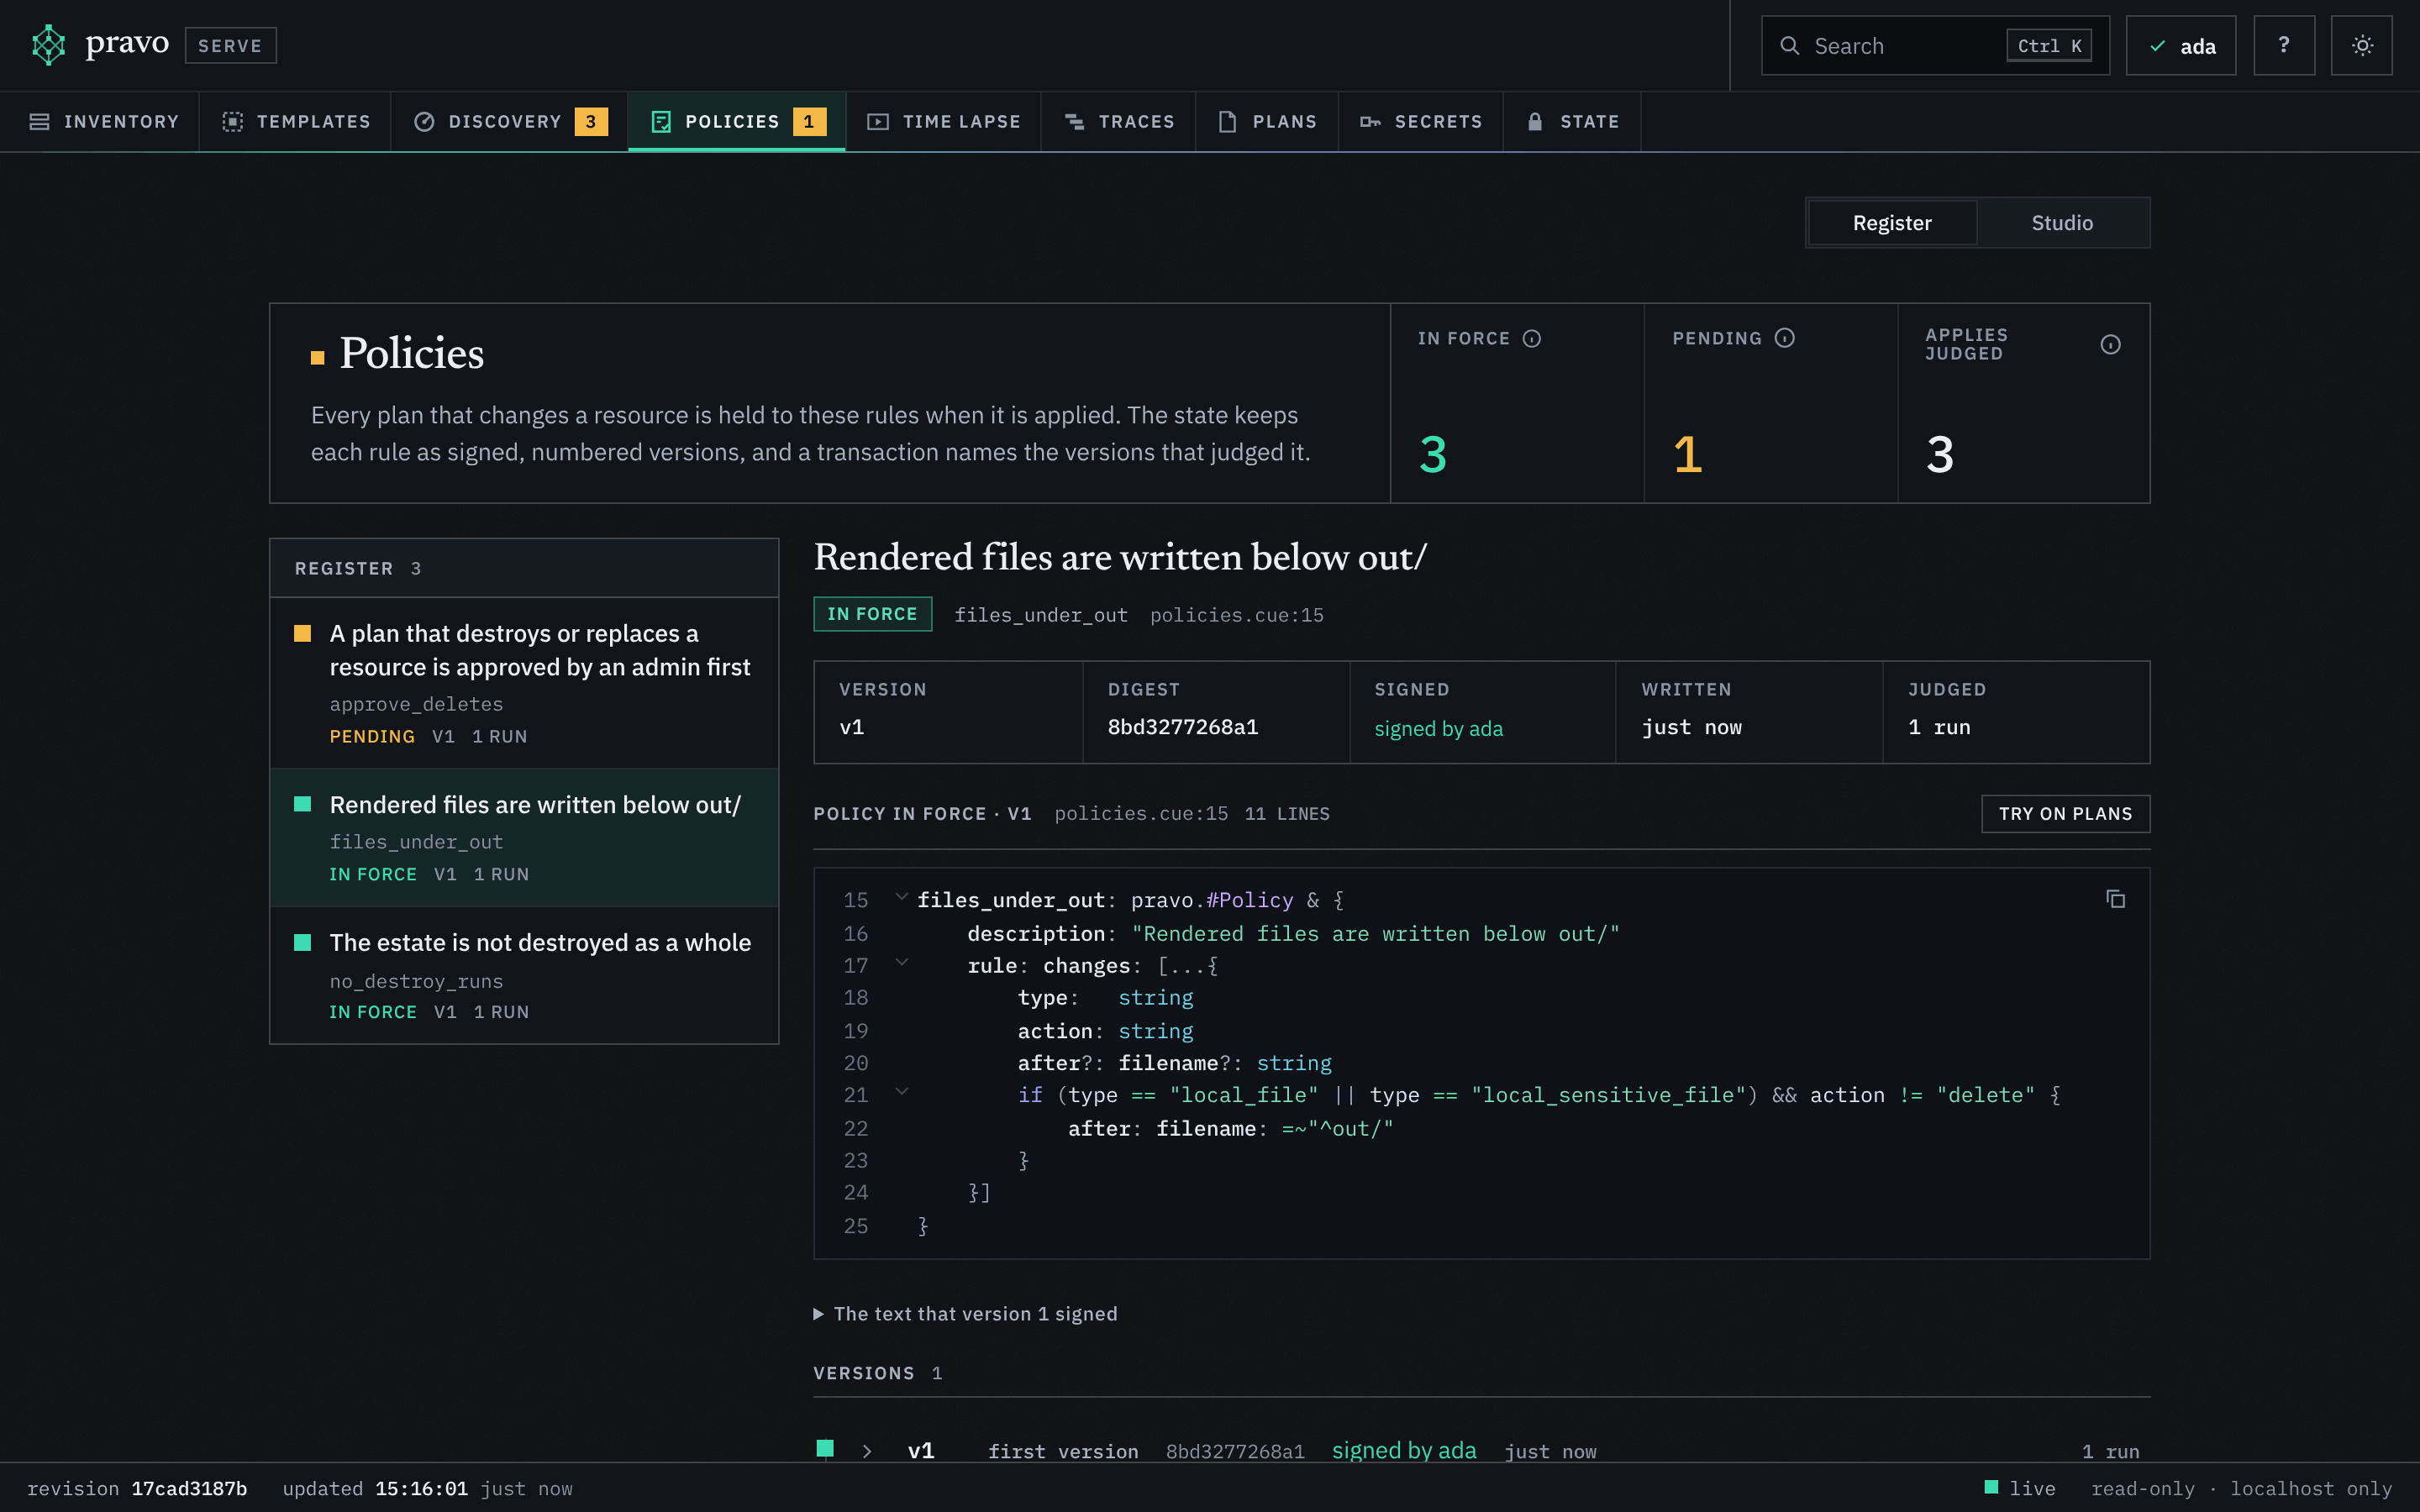 pravo SERVE Search Ctrl K ada ?
INVENTORY TEMPLATES DISCOVERY 3 POLICIES 1 TIME LAPSE TRACES PLANS SECRETS STATE
Register Studio
Policies
Every plan that changes a resource is held to these rules when it is applied. The state keeps
each rule as signed, numbered versions, and a transaction names the versions that judged it.
IN FORCE
3
PENDING
1
APPLIES
JUDGED
3
REGISTER 3
A plan that destroys or replaces a
resource is approved by an admin first
approve_deletes
PENDING V1 1 RUN
Rendered files are written below out/
files_under_out
IN FORCE V1 1 RUN
The estate is not destroyed as a whole
no_destroy_runs
IN FORCE V1 1 RUN
Rendered files are written below out/
IN FORCE files_under_out policies.cue:15
VERSION DIGEST SIGNED WRITTEN JUDGED
v1 8bd3277268a1 signed by ada just now 1 run
POLICY IN FORCE · V1 policies.cue:15 11 LINES TRY ON PLANS
15 files_under_out: pravo.#Policy & {
16     description: "Rendered files are written below out/"
17     rule: changes: [...{
18         type:   string
19         action: string
20         after?: filename?: string
21         if (type == "local_file" || type == "local_sensitive_file") && action != "delete" {
22             after: filename: =~"^out/"
23         }
24     }]
25 }
The text that version 1 signed
VERSIONS 1
v1 first version 8bd3277268a1 signed by ada just now 1 run
revision 17cad3187b updated 15:16:01 just now live read-only · localhost only